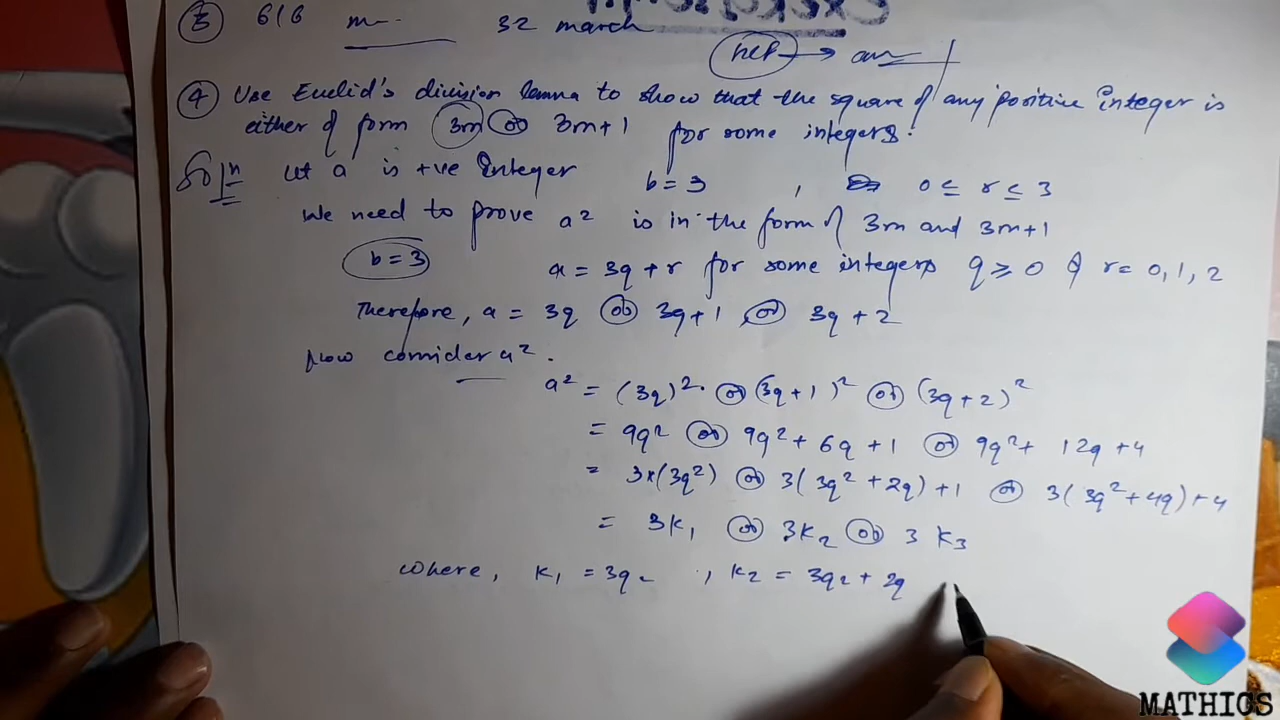 ③ 616 32 march
HCF → an
④ Use Euclid's division lemma to show that the square of any positive integer is
either of form 3m or 3m+1 for some integers.
Soln Let a is +ve Integer b = 3 , 0 ≤ r ≤ 3
We need to prove a² is in the form of 3m and 3m+1
b = 3 a = 3q + r for some integers q ≥ 0 & r = 0, 1, 2
Therefore, a = 3q or 3q+1 or 3q + 2
Now consider a² .
a² = (3q)² or (3q+1)² or (3q+2)²
= 9q² or 9q² + 6q + 1 or 9q² + 12q + 4
= 3×(3q²) or 3(3q² + 2q) + 1 or 3(3q² + 4q) + 4
= 3k₁ or 3k₂ or 3 k₃
where, k₁ = 3q₂ , k₂ = 3q₂ + 2q
MATHICS